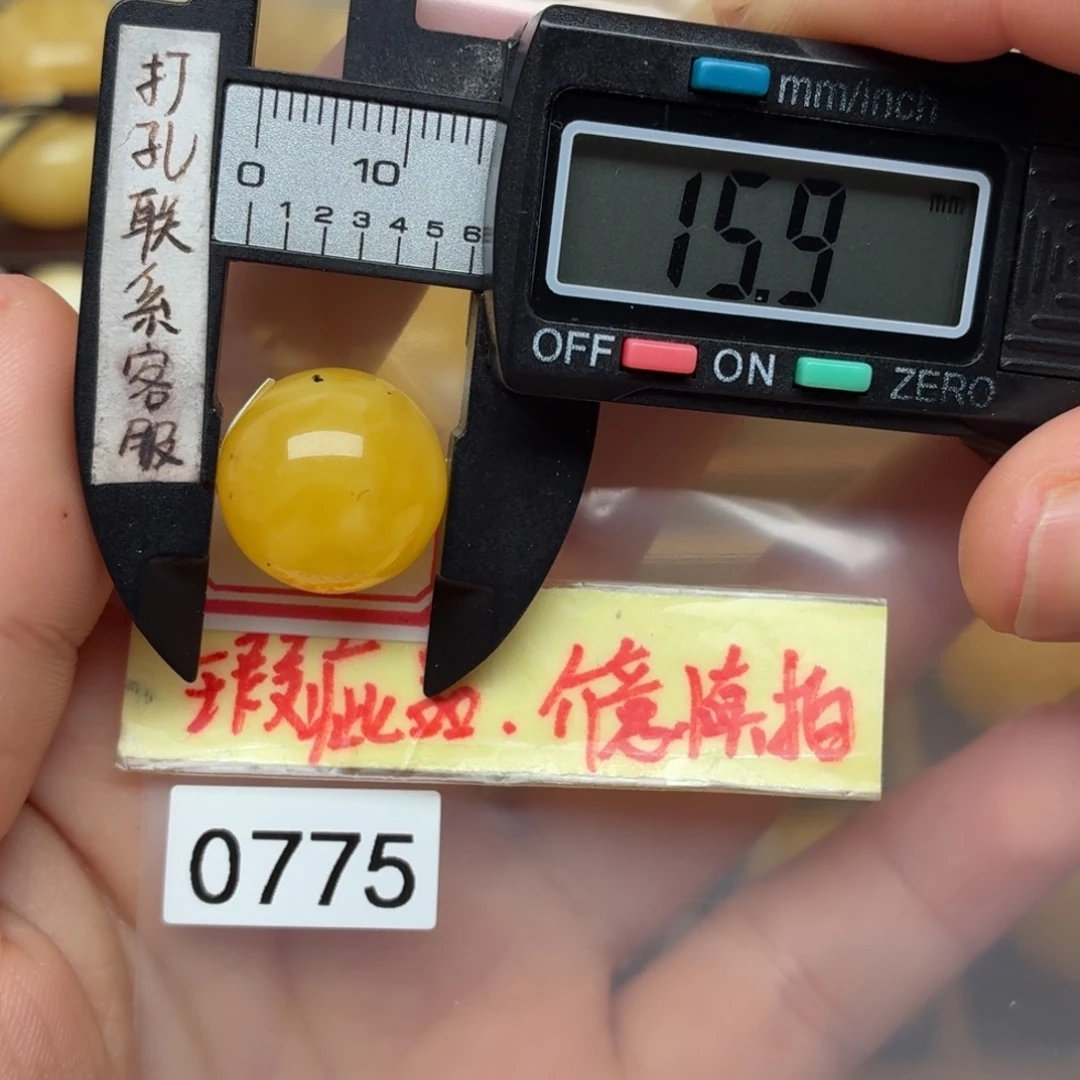 打孔联系客服
mm/inch
0 10
1 2 3 4 5 6
15.9 mm
OFF ON ZERO
瑕疵品.介意慎拍
0775